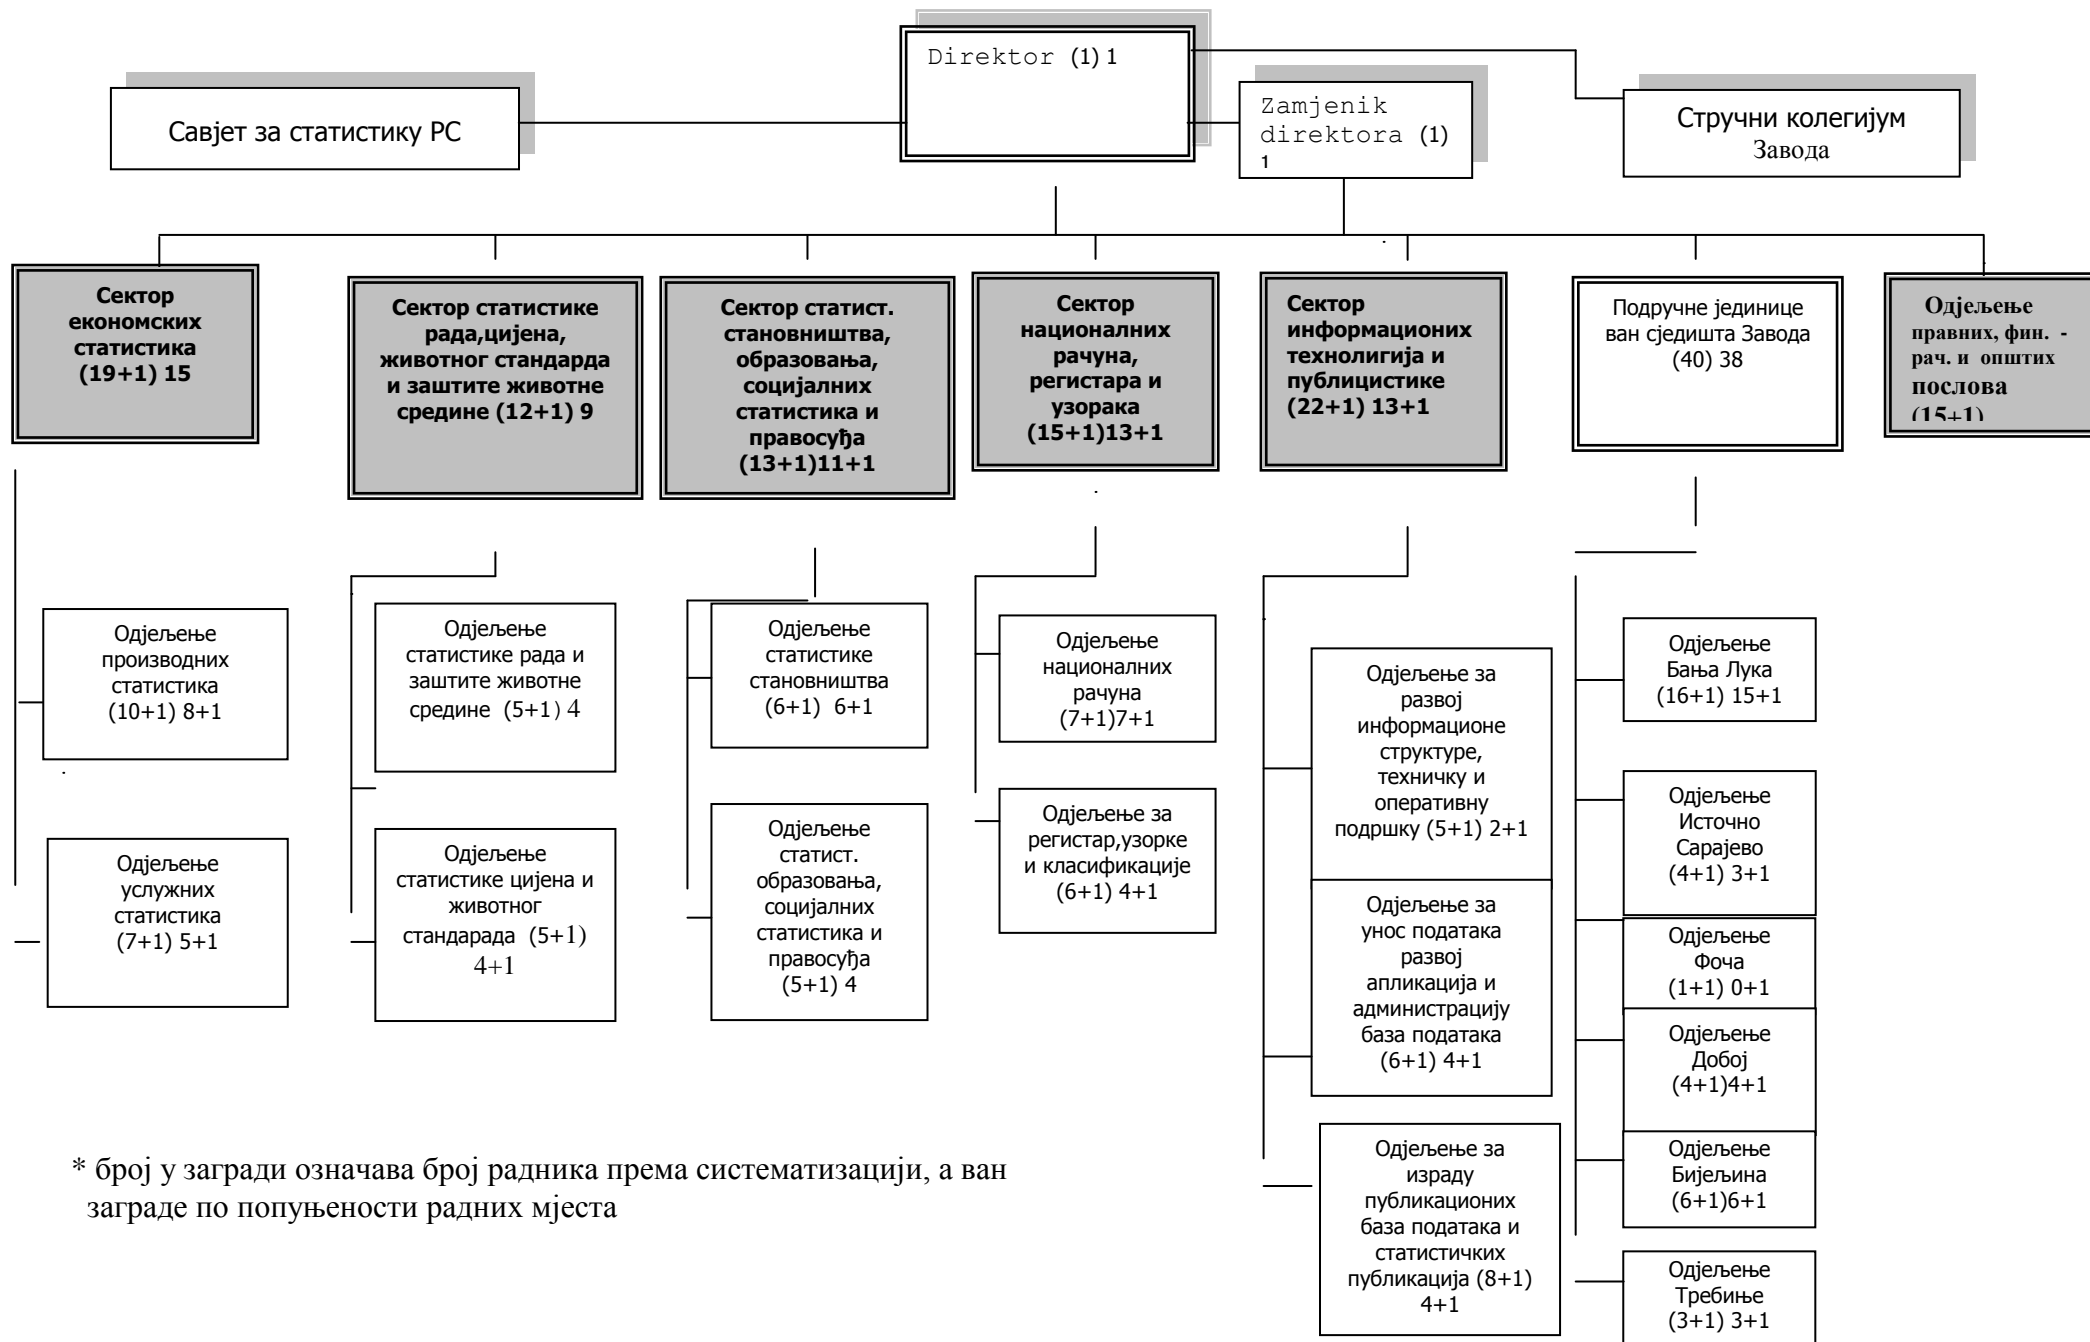 Direktor (1) 1
Савјет за статистику РС
Zamjenik
direktora (1)
1
Стручни колегијум
Завода
Сектор
економских
статистика
(19+1) 15
Сектор статистике
рада,цијена,
животног стандарда
и заштите животне
средине (12+1) 9
Сектор статист.
становништва,
образовања,
социјалних
статистика и
правосуђа
(13+1)11+1
Сектор
националних
рачуна,
регистара и
узорака
(15+1)13+1
Сектор
информационих
технолигија и
публицистике
(22+1) 13+1
Подручне јединице
ван сједишта Завода
(40) 38
Одјељење
правних, фин. -
рач. и општих
послова
(15+1)
Одјељење
производних
статистика
(10+1) 8+1
Одјељење
услужних
статистика
(7+1) 5+1
Одјељење
статистике рада и
заштите животне
средине (5+1) 4
Одјељење
статистике цијена и
животног
стандарада (5+1)
4+1
Одјељење
статистике
становништва
(6+1) 6+1
Одјељење
статист.
образовања,
социјалних
статистика и
правосуђа
(5+1) 4
Одјељење
националних
рачуна
(7+1)7+1
Одјељење за
регистар,узорке
и класификације
(6+1) 4+1
Одјељење за
развој
информационе
структуре,
техничку и
оперативну
подршку (5+1) 2+1
Одјељење за
унос података
развој
апликација и
администрацију
база података
(6+1) 4+1
Одјељење за
израду
публикационих
база података и
статистичких
публикација (8+1)
4+1
Одјељење
Бања Лука
(16+1) 15+1
Одјељење
Источно
Сарајево
(4+1) 3+1
Одјељење
Фоча
(1+1) 0+1
Одјељење
Добој
(4+1)4+1
Одјељење
Бијељина
(6+1)6+1
Одјељење
Требиње
(3+1) 3+1
* број у загради означава број радника према систематизацији, а ван
заграде по попуњености радних мјеста